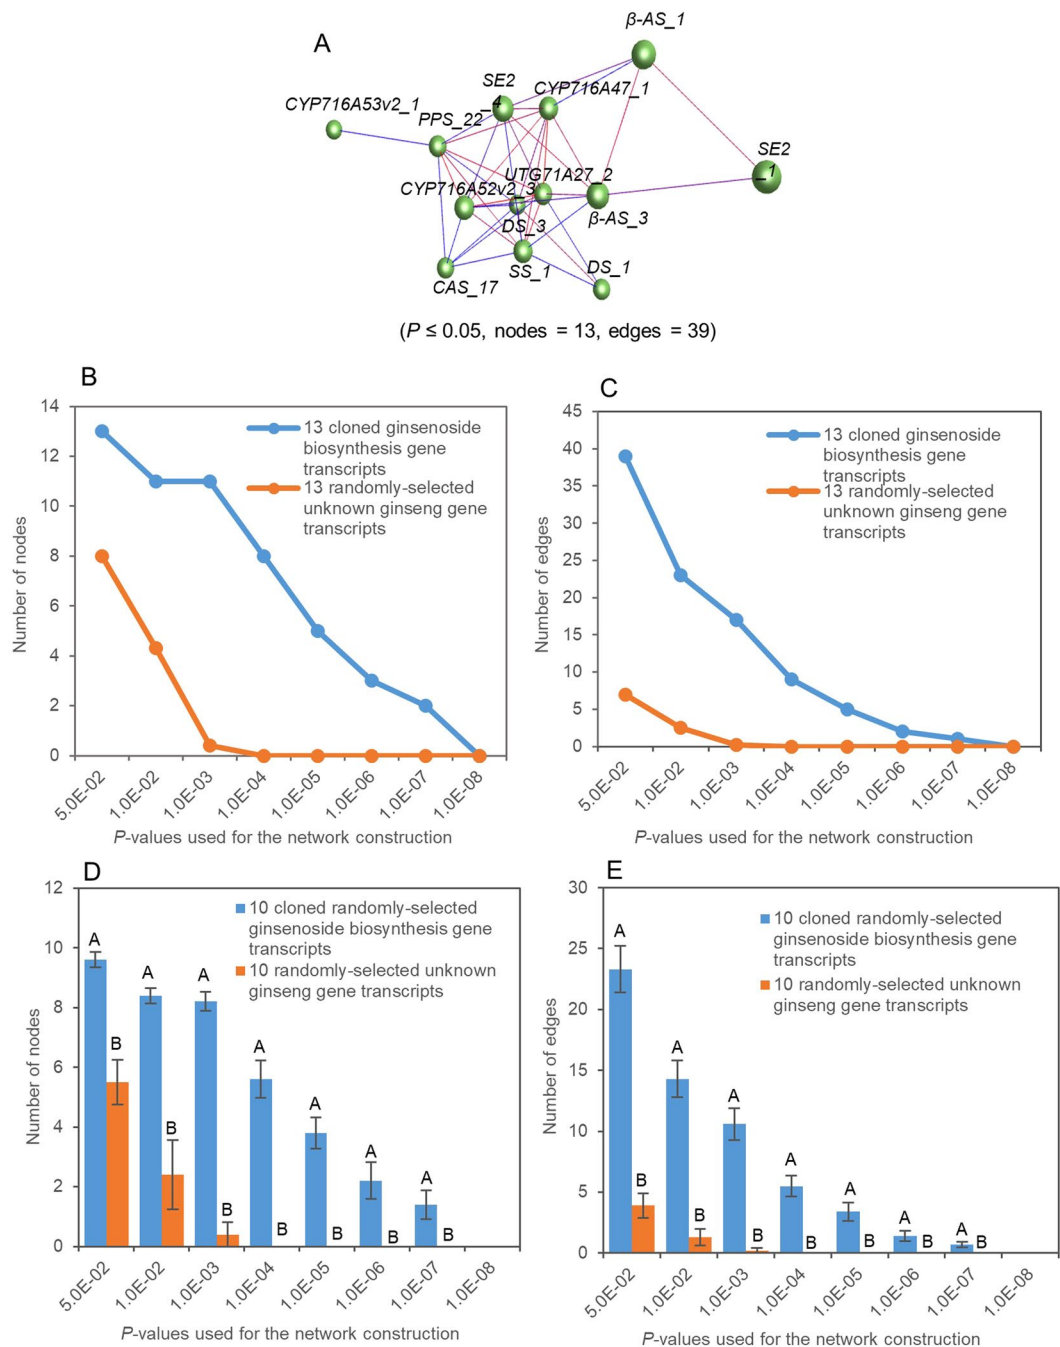 A
β-AS_1
SE2
_4
CYP716A47_1
CYP716A53v2_1
PPS_22
SE2
_1
UTG71A27_2
CYP716A52v2_3
β-AS_3
DS_3
SS_1
DS_1
CAS_17
(P ≤ 0.05, nodes = 13, edges = 39)
B
14
12
10
8
6
4
2
0
Number of nodes
13 cloned ginsenoside
biosynthesis gene
transcripts
13 randomly-selected
unknown ginseng gene
transcripts
5.0E-02
1.0E-02
1.0E-03
1.0E-04
1.0E-05
1.0E-06
1.0E-07
1.0E-08
P-values used for the network construction
C
45
40
35
30
25
20
15
10
5
0
Number of edges
13 cloned ginsenoside
biosynthesis gene
transcripts
13 randomly-selected
unknown ginseng gene
transcripts
5.0E-02
1.0E-02
1.0E-03
1.0E-04
1.0E-05
1.0E-06
1.0E-07
1.0E-08
P-values used for the network construction
D
12
10
8
6
4
2
0
Number of nodes
10 cloned randomly-selected
ginsenoside biosynthesis gene
transcripts
10 randomly-selected unknown
ginseng gene transcripts
A
B
A
B
A
B
A
B
A
B
A
B
A
B
5.0E-02
1.0E-02
1.0E-03
1.0E-04
1.0E-05
1.0E-06
1.0E-07
1.0E-08
P-values used for the network construction
E
30
25
20
15
10
5
0
Number of edges
10 cloned randomly-selected
ginsenoside biosynthesis gene
transcripts
10 randomly-selected unknown
ginseng gene transcripts
A
B
A
B
A
B
A
B
A
B
A
B
A
B
5.0E-02
1.0E-02
1.0E-03
1.0E-04
1.0E-05
1.0E-06
1.0E-07
1.0E-08
P-values used for the network construction